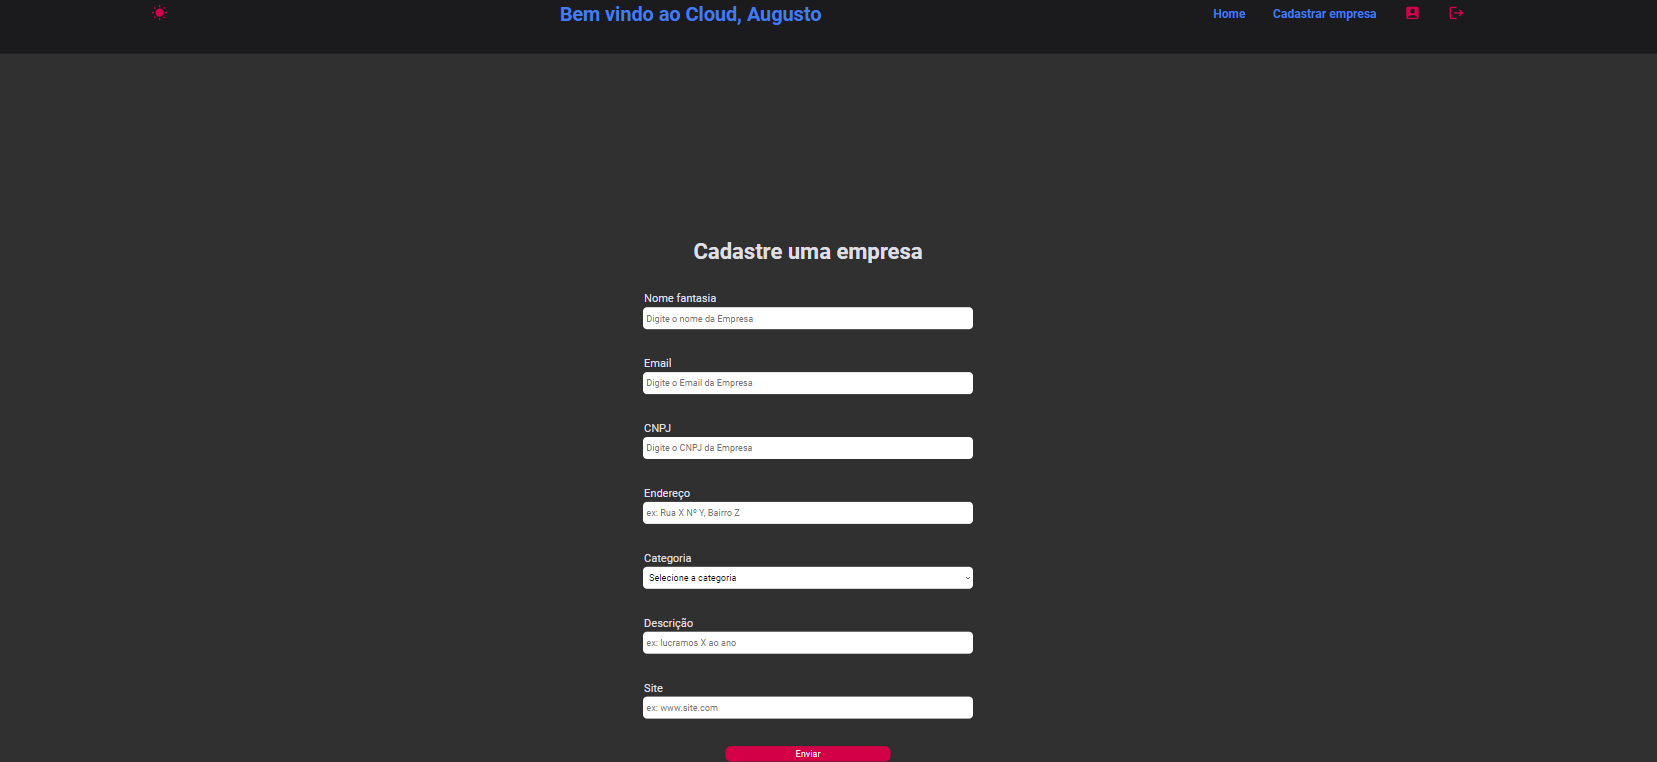 Bem vindo ao Cloud, Augusto
Home
Cadastrar empresa
Cadastre uma empresa
Nome fantasia
Digite o nome da Empresa
Email
Digite o Email da Empresa
CNPJ
Digite o CNPJ da Empresa
Endereço
ex: Rua X Nº Y, Bairro Z
Categoria
Selecione a categoria
Descrição
ex: lucramos X ao ano
Site
ex: www.site.com
Enviar